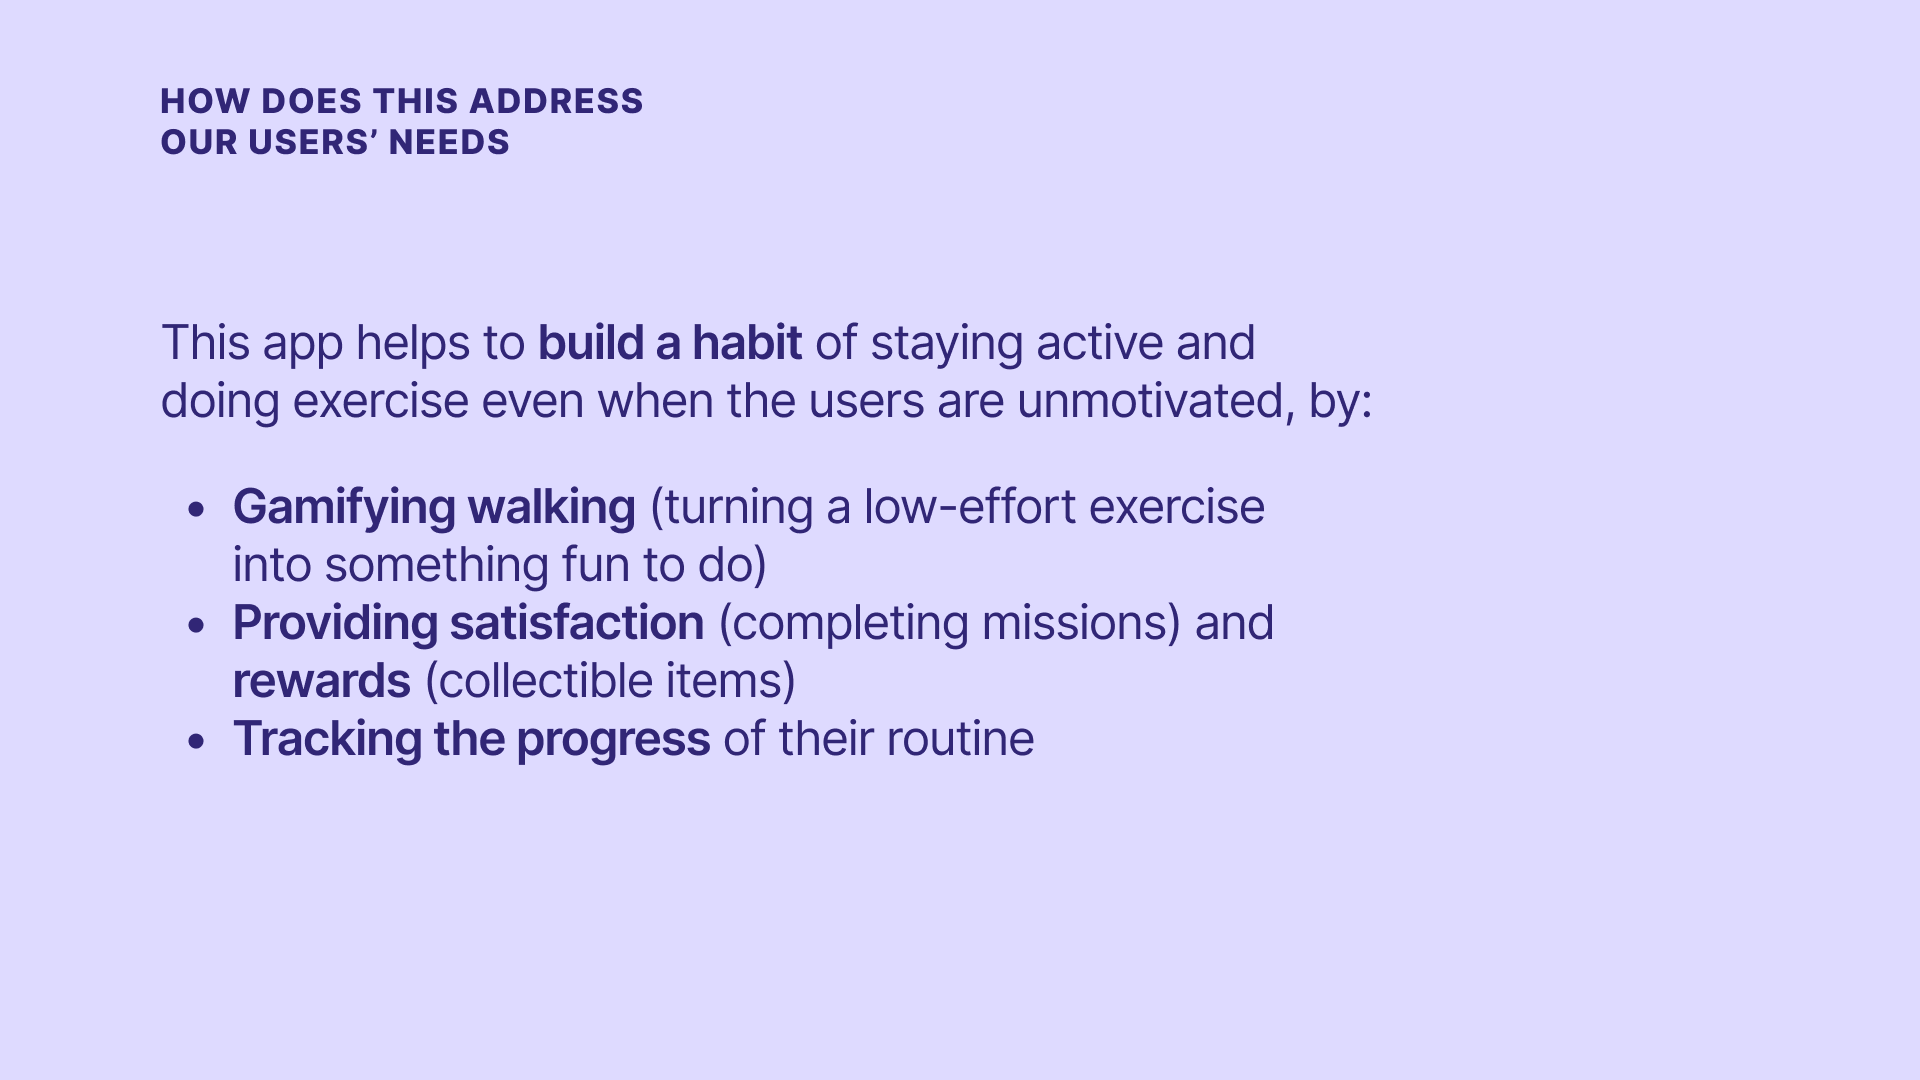 HOW DOES THIS ADDRESS
OUR USERS’ NEEDS
This app helps to build a habit of staying active and
doing exercise even when the users are unmotivated, by:
• Gamifying walking (turning a low-effort exercise
into something fun to do)
• Providing satisfaction (completing missions) and
rewards (collectible items)
• Tracking the progress of their routine